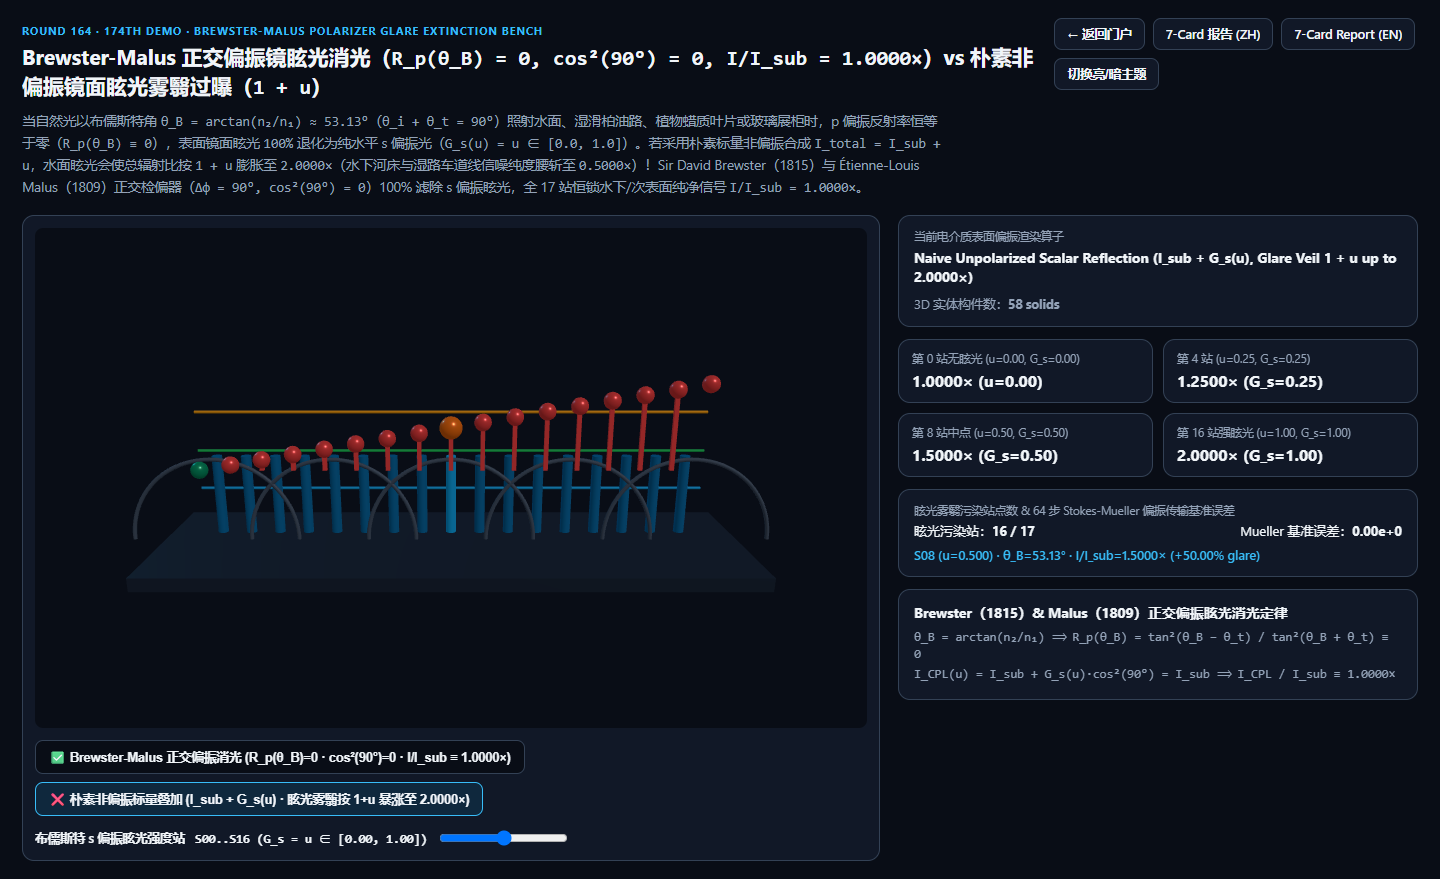 ROUND 164 · 174TH DEMO · BREWSTER-MALUS POLARIZER GLARE EXTINCTION BENCH
Brewster-Malus 正交偏振镜眩光消光（R_p(θ_B) = 0, cos²(90°) = 0, I/I_sub = 1.0000×）vs 朴素非
偏振镜面眩光雾翳过曝（1 + u）
← 返回门户
7-Card 报告 (ZH)
7-Card Report (EN)
切换亮/暗主题
当自然光以布儒斯特角 θ_B = arctan(n₂/n₁) ≈ 53.13°（θ_i + θ_t = 90°）照射水面、湿滑柏油路、植物蜡质叶片或玻璃展柜时，p 偏振反射率恒等
于零（R_p(θ_B) ≡ 0），表面镜面眩光 100% 退化为纯水平 s 偏振光（G_s(u) = u ∈ [0.0, 1.0]）。若采用朴素标量非偏振合成 I_total = I_sub +
u，水面眩光会使总辐射比按 1 + u 膨胀至 2.0000×（水下河床与湿路车道线信噪纯度腰斩至 0.5000×）！Sir David Brewster（1815）与 Étienne-Louis
Malus（1809）正交检偏器（Δϕ = 90°, cos²(90°) = 0）100% 滤除 s 偏振眩光，全 17 站恒锁水下/次表面纯净信号 I/I_sub = 1.0000×。
✅ Brewster-Malus 正交偏振消光 (R_p(θ_B)=0 · cos²(90°)=0 · I/I_sub ≡ 1.0000×)
❌ 朴素非偏振标量叠加 (I_sub + G_s(u) · 眩光雾翳按 1+u 暴涨至 2.0000×)
布儒斯特 s 偏振眩光强度站 S00..S16 (G_s = u ∈ [0.00, 1.00])
当前电介质表面偏振渲染算子
Naive Unpolarized Scalar Reflection (I_sub + G_s(u), Glare Veil 1 + u up to
2.0000×)
3D 实体构件数：58 solids
第 0 站无眩光 (u=0.00, G_s=0.00)
1.0000× (u=0.00)
第 4 站 (u=0.25, G_s=0.25)
1.2500× (G_s=0.25)
第 8 站中点 (u=0.50, G_s=0.50)
1.5000× (G_s=0.50)
第 16 站强眩光 (u=1.00, G_s=1.00)
2.0000× (G_s=1.00)
眩光雾翳污染站点数 & 64 步 Stokes-Mueller 偏振传输基准误差
眩光污染站：16 / 17
Mueller 基准误差：0.00e+0
S08 (u=0.500) · θ_B=53.13° · I/I_sub=1.5000× (+50.00% glare)
Brewster（1815）& Malus（1809）正交偏振眩光消光定律
θ_B = arctan(n₂/n₁) ⟹ R_p(θ_B) = tan²(θ_B − θ_t) / tan²(θ_B + θ_t) ≡
0
I_CPL(u) = I_sub + G_s(u)·cos²(90°) = I_sub ⟹ I_CPL / I_sub ≡ 1.0000×